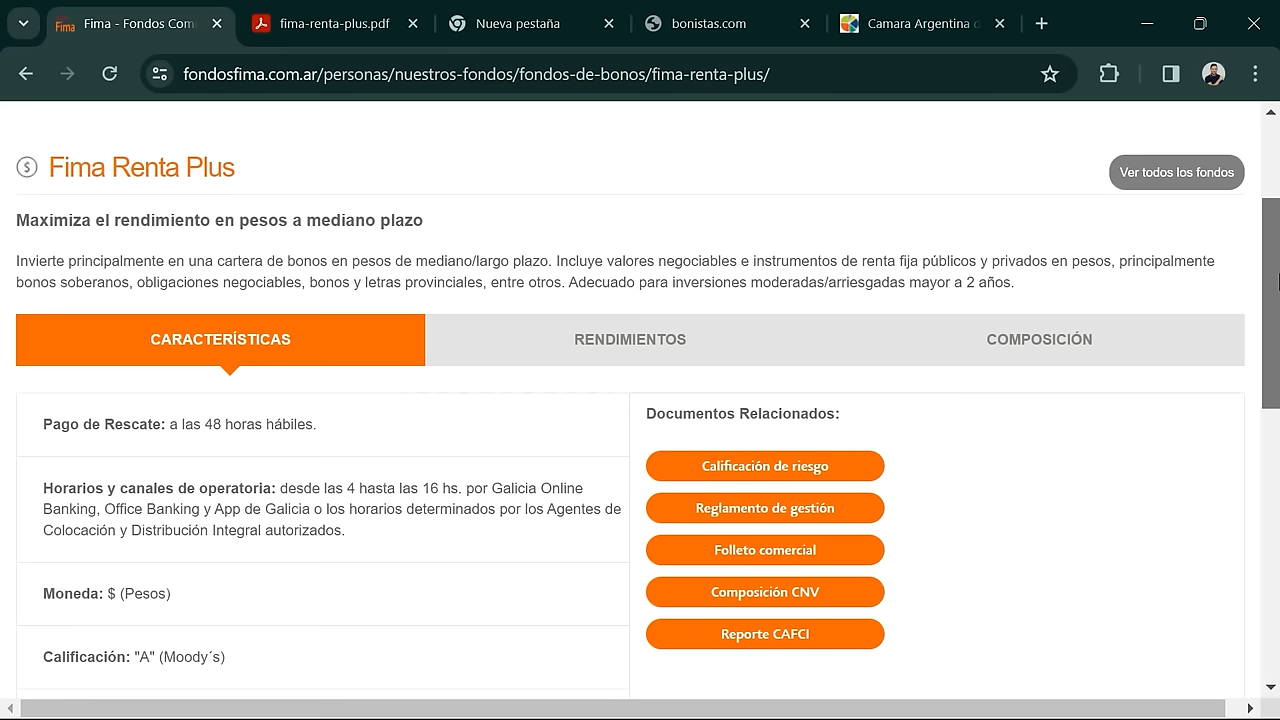 Fima
Fima - Fondos Com
fima-renta-plus.pdf
Nueva pestaña
bonistas.com
Camara Argentina d
fondosfima.com.ar/personas/nuestros-fondos/fondos-de-bonos/fima-renta-plus/
$ Fima Renta Plus
Ver todos los fondos
Maximiza el rendimiento en pesos a mediano plazo
Invierte principalmente en una cartera de bonos en pesos de mediano/largo plazo. Incluye valores negociables e instrumentos de renta fija públicos y privados en pesos, principalmente
bonos soberanos, obligaciones negociables, bonos y letras provinciales, entre otros. Adecuado para inversiones moderadas/arriesgadas mayor a 2 años.
CARACTERÍSTICAS
RENDIMIENTOS
COMPOSICIÓN
Pago de Rescate: a las 48 horas hábiles.
Horarios y canales de operatoria: desde las 4 hasta las 16 hs. por Galicia Online
Banking, Office Banking y App de Galicia o los horarios determinados por los Agentes de
Colocación y Distribución Integral autorizados.
Moneda: $ (Pesos)
Calificación: "A" (Moody´s)
Documentos Relacionados:
Calificación de riesgo
Reglamento de gestión
Folleto comercial
Composición CNV
Reporte CAFCI